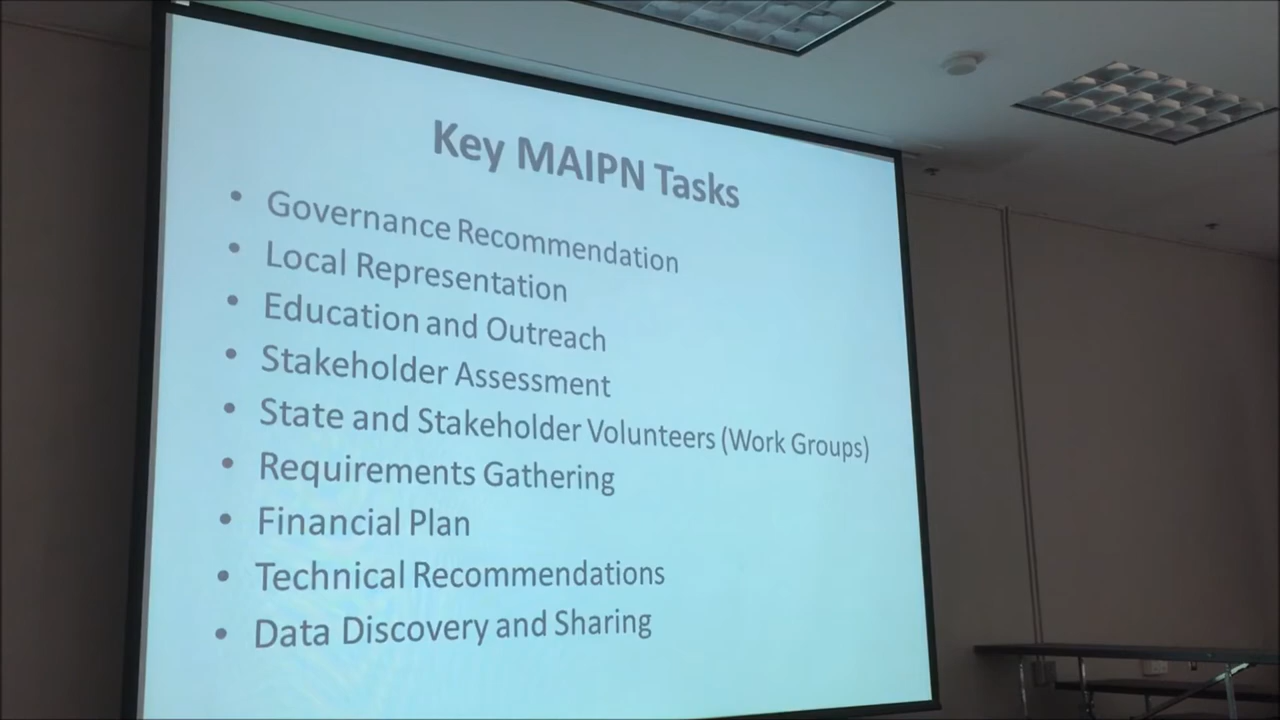 Key MAIPN Tasks
• Governance Recommendation
• Local Representation
• Education and Outreach
• Stakeholder Assessment
• State and Stakeholder Volunteers (Work Groups)
• Requirements Gathering
• Financial Plan
• Technical Recommendations
• Data Discovery and Sharing